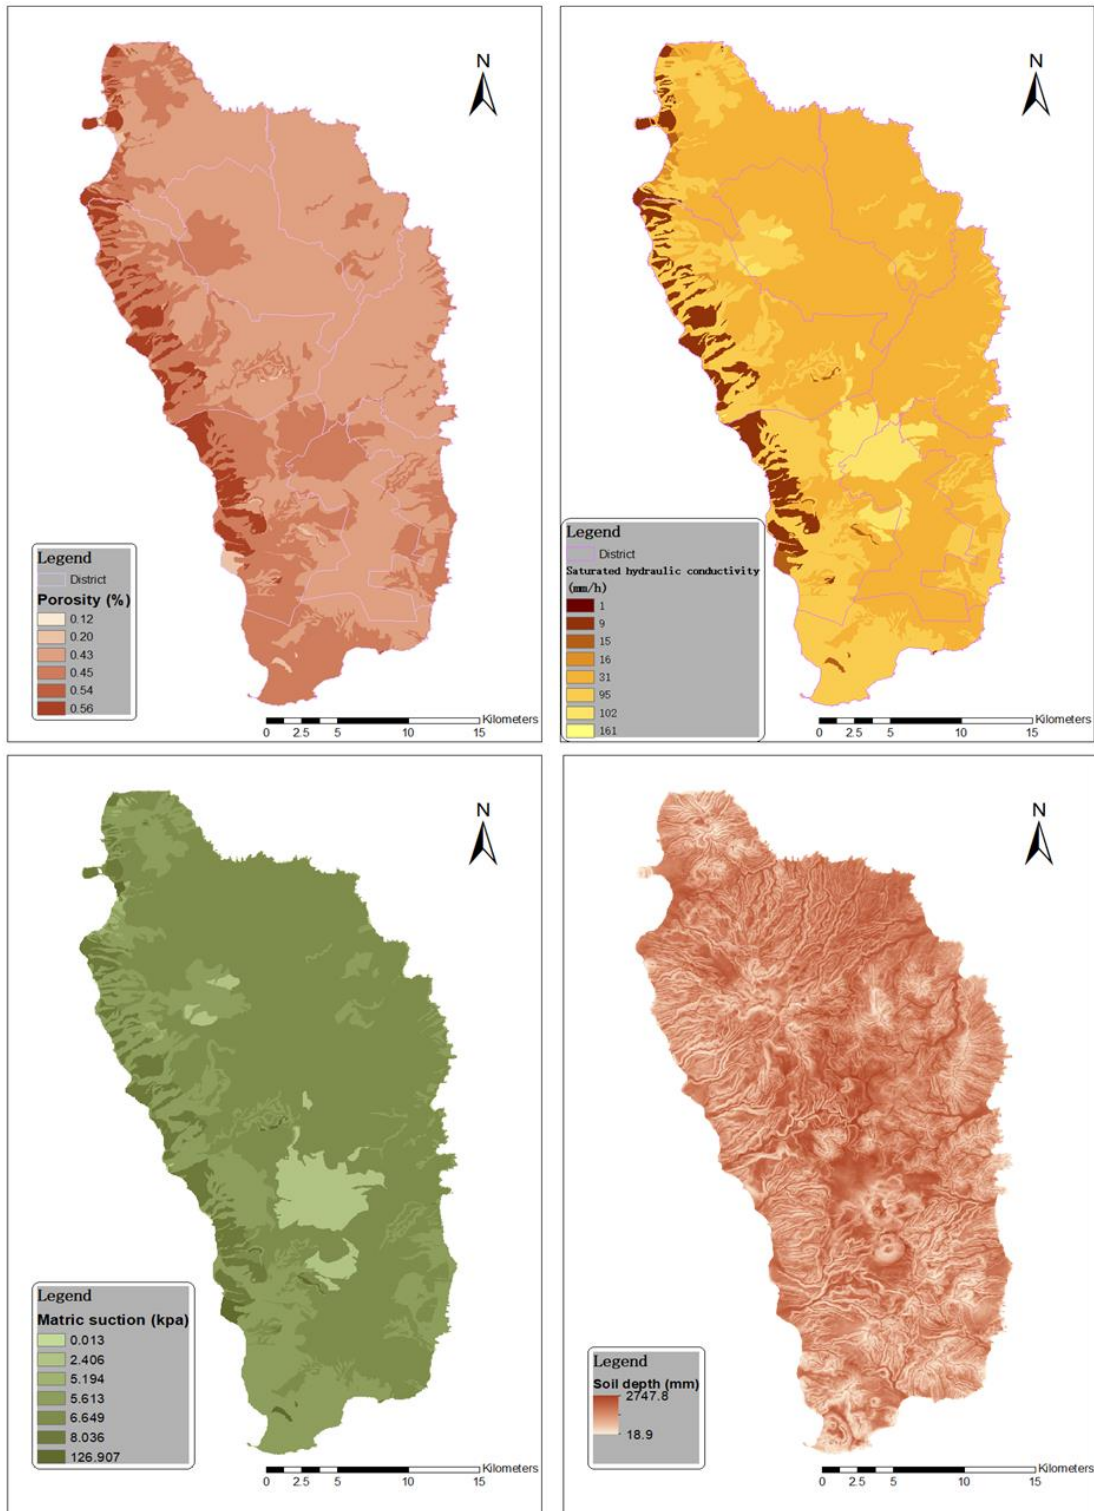 N
Legend
District
Porosity (%)
0.12
0.20
0.43
0.45
0.54
0.56
Kilometers
0 2.5 5 10 15
N
Legend
District
Saturated hydraulic conductivity
(mm/h)
1
9
15
16
31
95
102
161
Kilometers
0 2.5 5 10 15
N
Legend
Matric suction (kpa)
0.013
2.406
5.194
5.613
6.649
8.036
126.907
Kilometers
0 2.5 5 10 15
N
Legend
Soil depth (mm)
2747.8
18.9
Kilometers
0 2.5 5 10 15